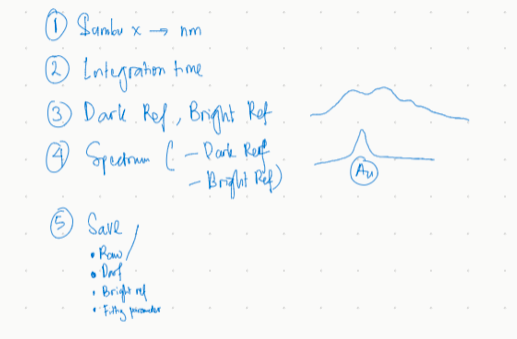 ① Sumbu x → nm
② Integration time
③ Dark Ref, Bright Ref
④ Spectrum ( - Dark Reff
- Bright Ref)
Au
⑤ Save /
• Raw
• Dark
• Bright ref
• Fitting parameter